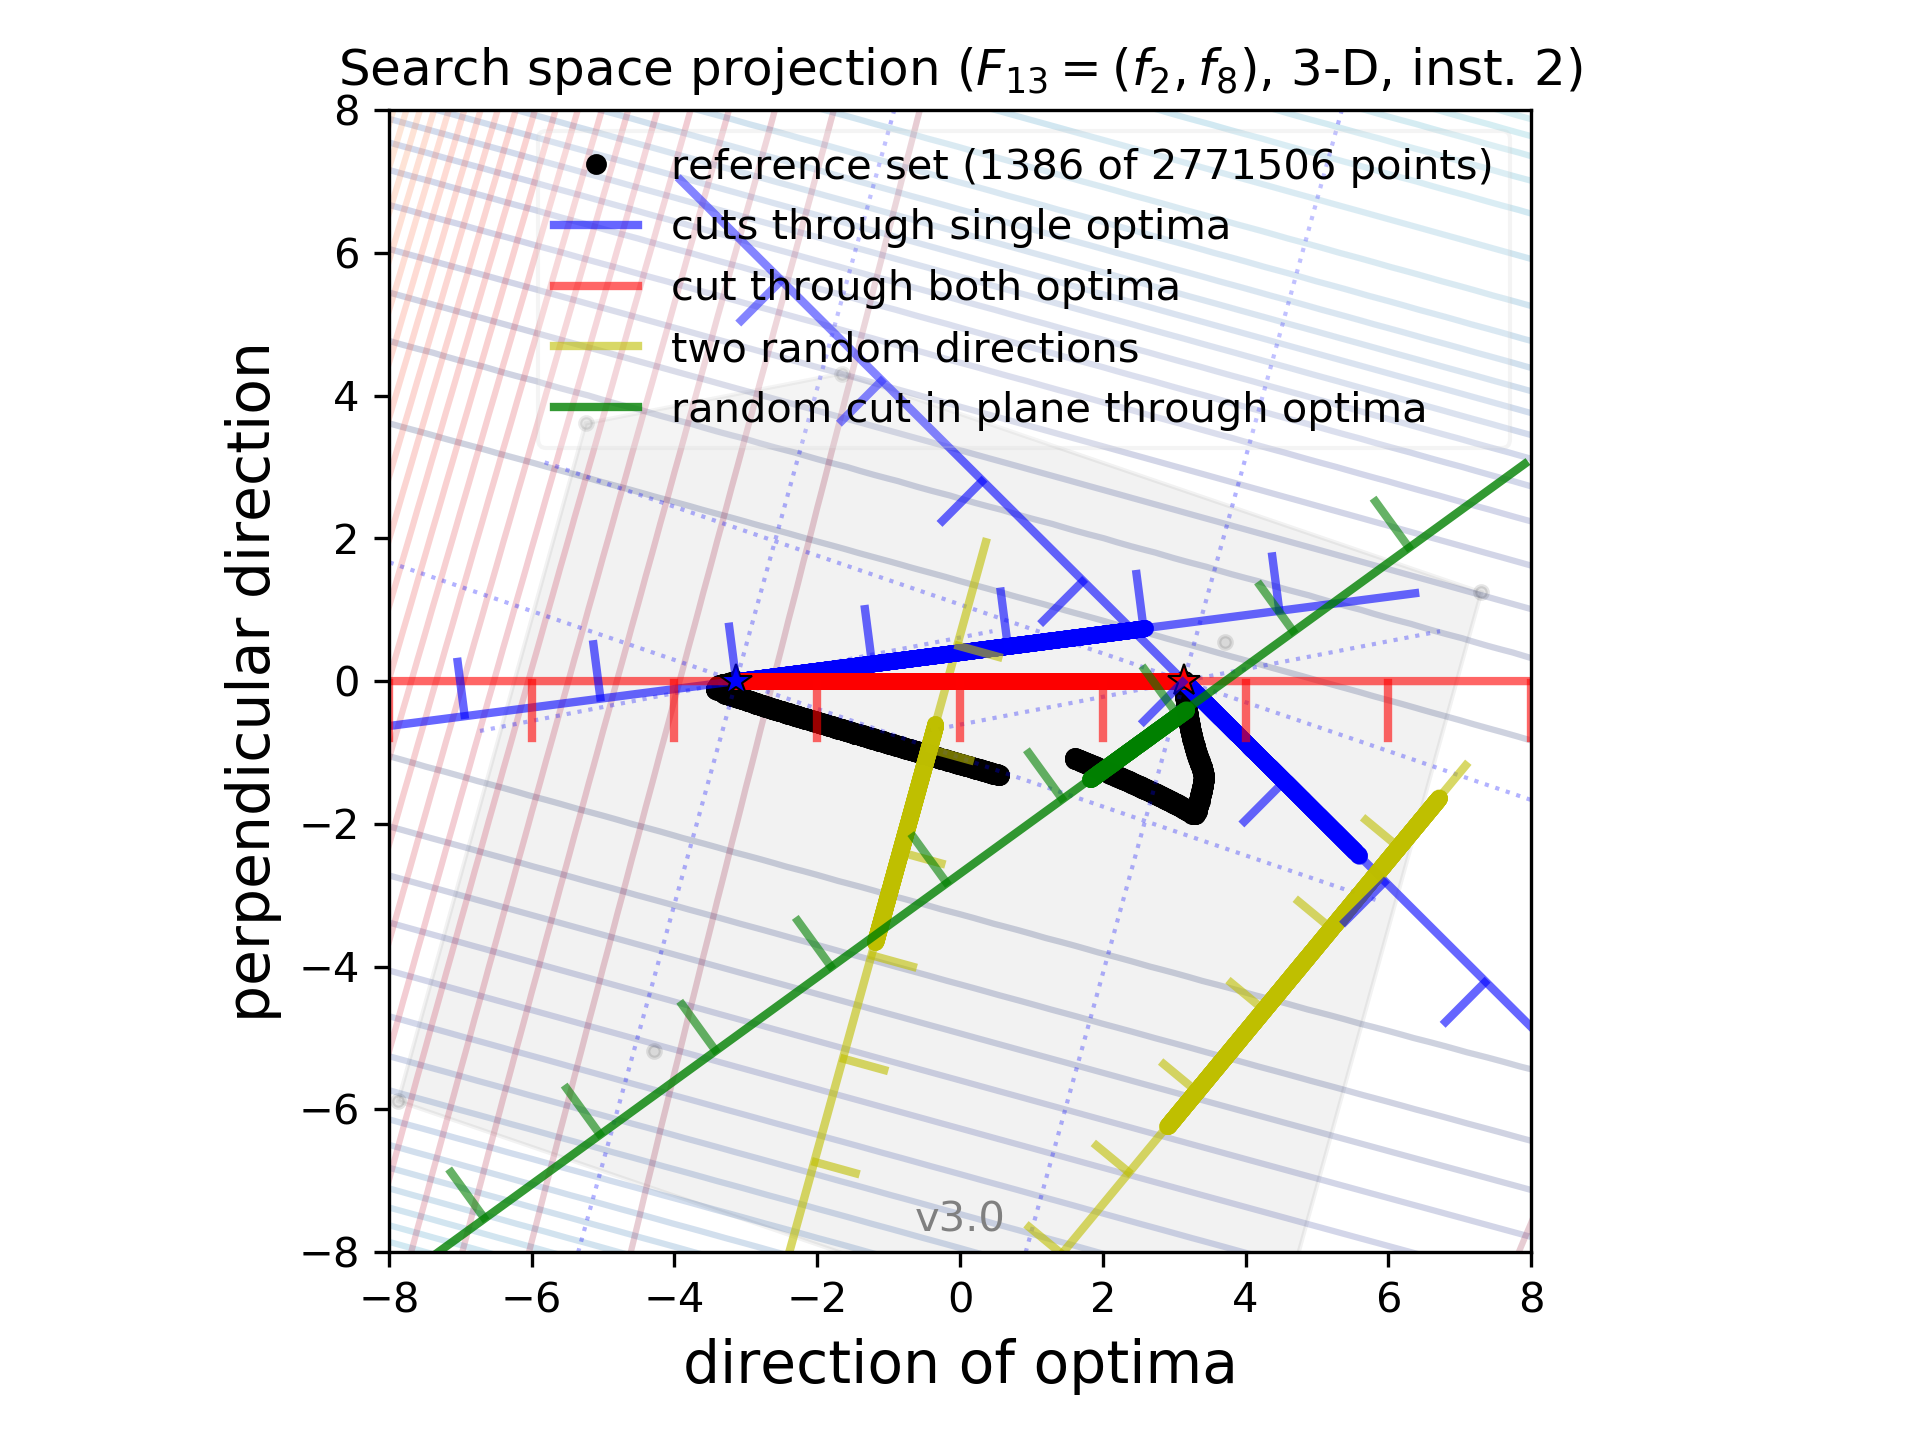 Search space projection (F13 = (f2, f8), 3-D, inst. 2)
reference set (1386 of 2771506 points)
cuts through single optima
cut through both optima
two random directions
random cut in plane through optima
8
6
4
2
0
−2
−4
−6
−8
perpendicular direction
v3.0
−8 −6 −4 −2 0 2 4 6 8
direction of optima